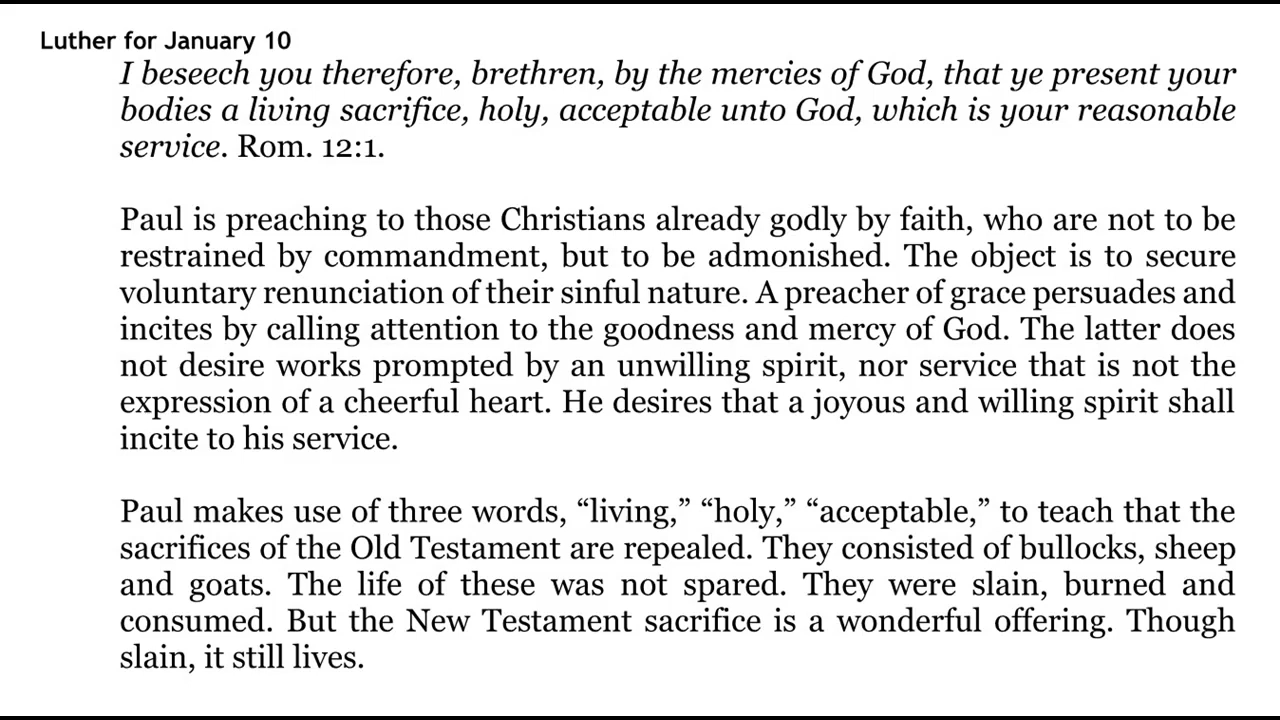 Luther for January 10
I beseech you therefore, brethren, by the mercies of God, that ye present your
bodies a living sacrifice, holy, acceptable unto God, which is your reasonable
service. Rom. 12:1.
Paul is preaching to those Christians already godly by faith, who are not to be
restrained by commandment, but to be admonished. The object is to secure
voluntary renunciation of their sinful nature. A preacher of grace persuades and
incites by calling attention to the goodness and mercy of God. The latter does
not desire works prompted by an unwilling spirit, nor service that is not the
expression of a cheerful heart. He desires that a joyous and willing spirit shall
incite to his service.
Paul makes use of three words, “living,” “holy,” “acceptable,” to teach that the
sacrifices of the Old Testament are repealed. They consisted of bullocks, sheep
and goats. The life of these was not spared. They were slain, burned and
consumed. But the New Testament sacrifice is a wonderful offering. Though
slain, it still lives.